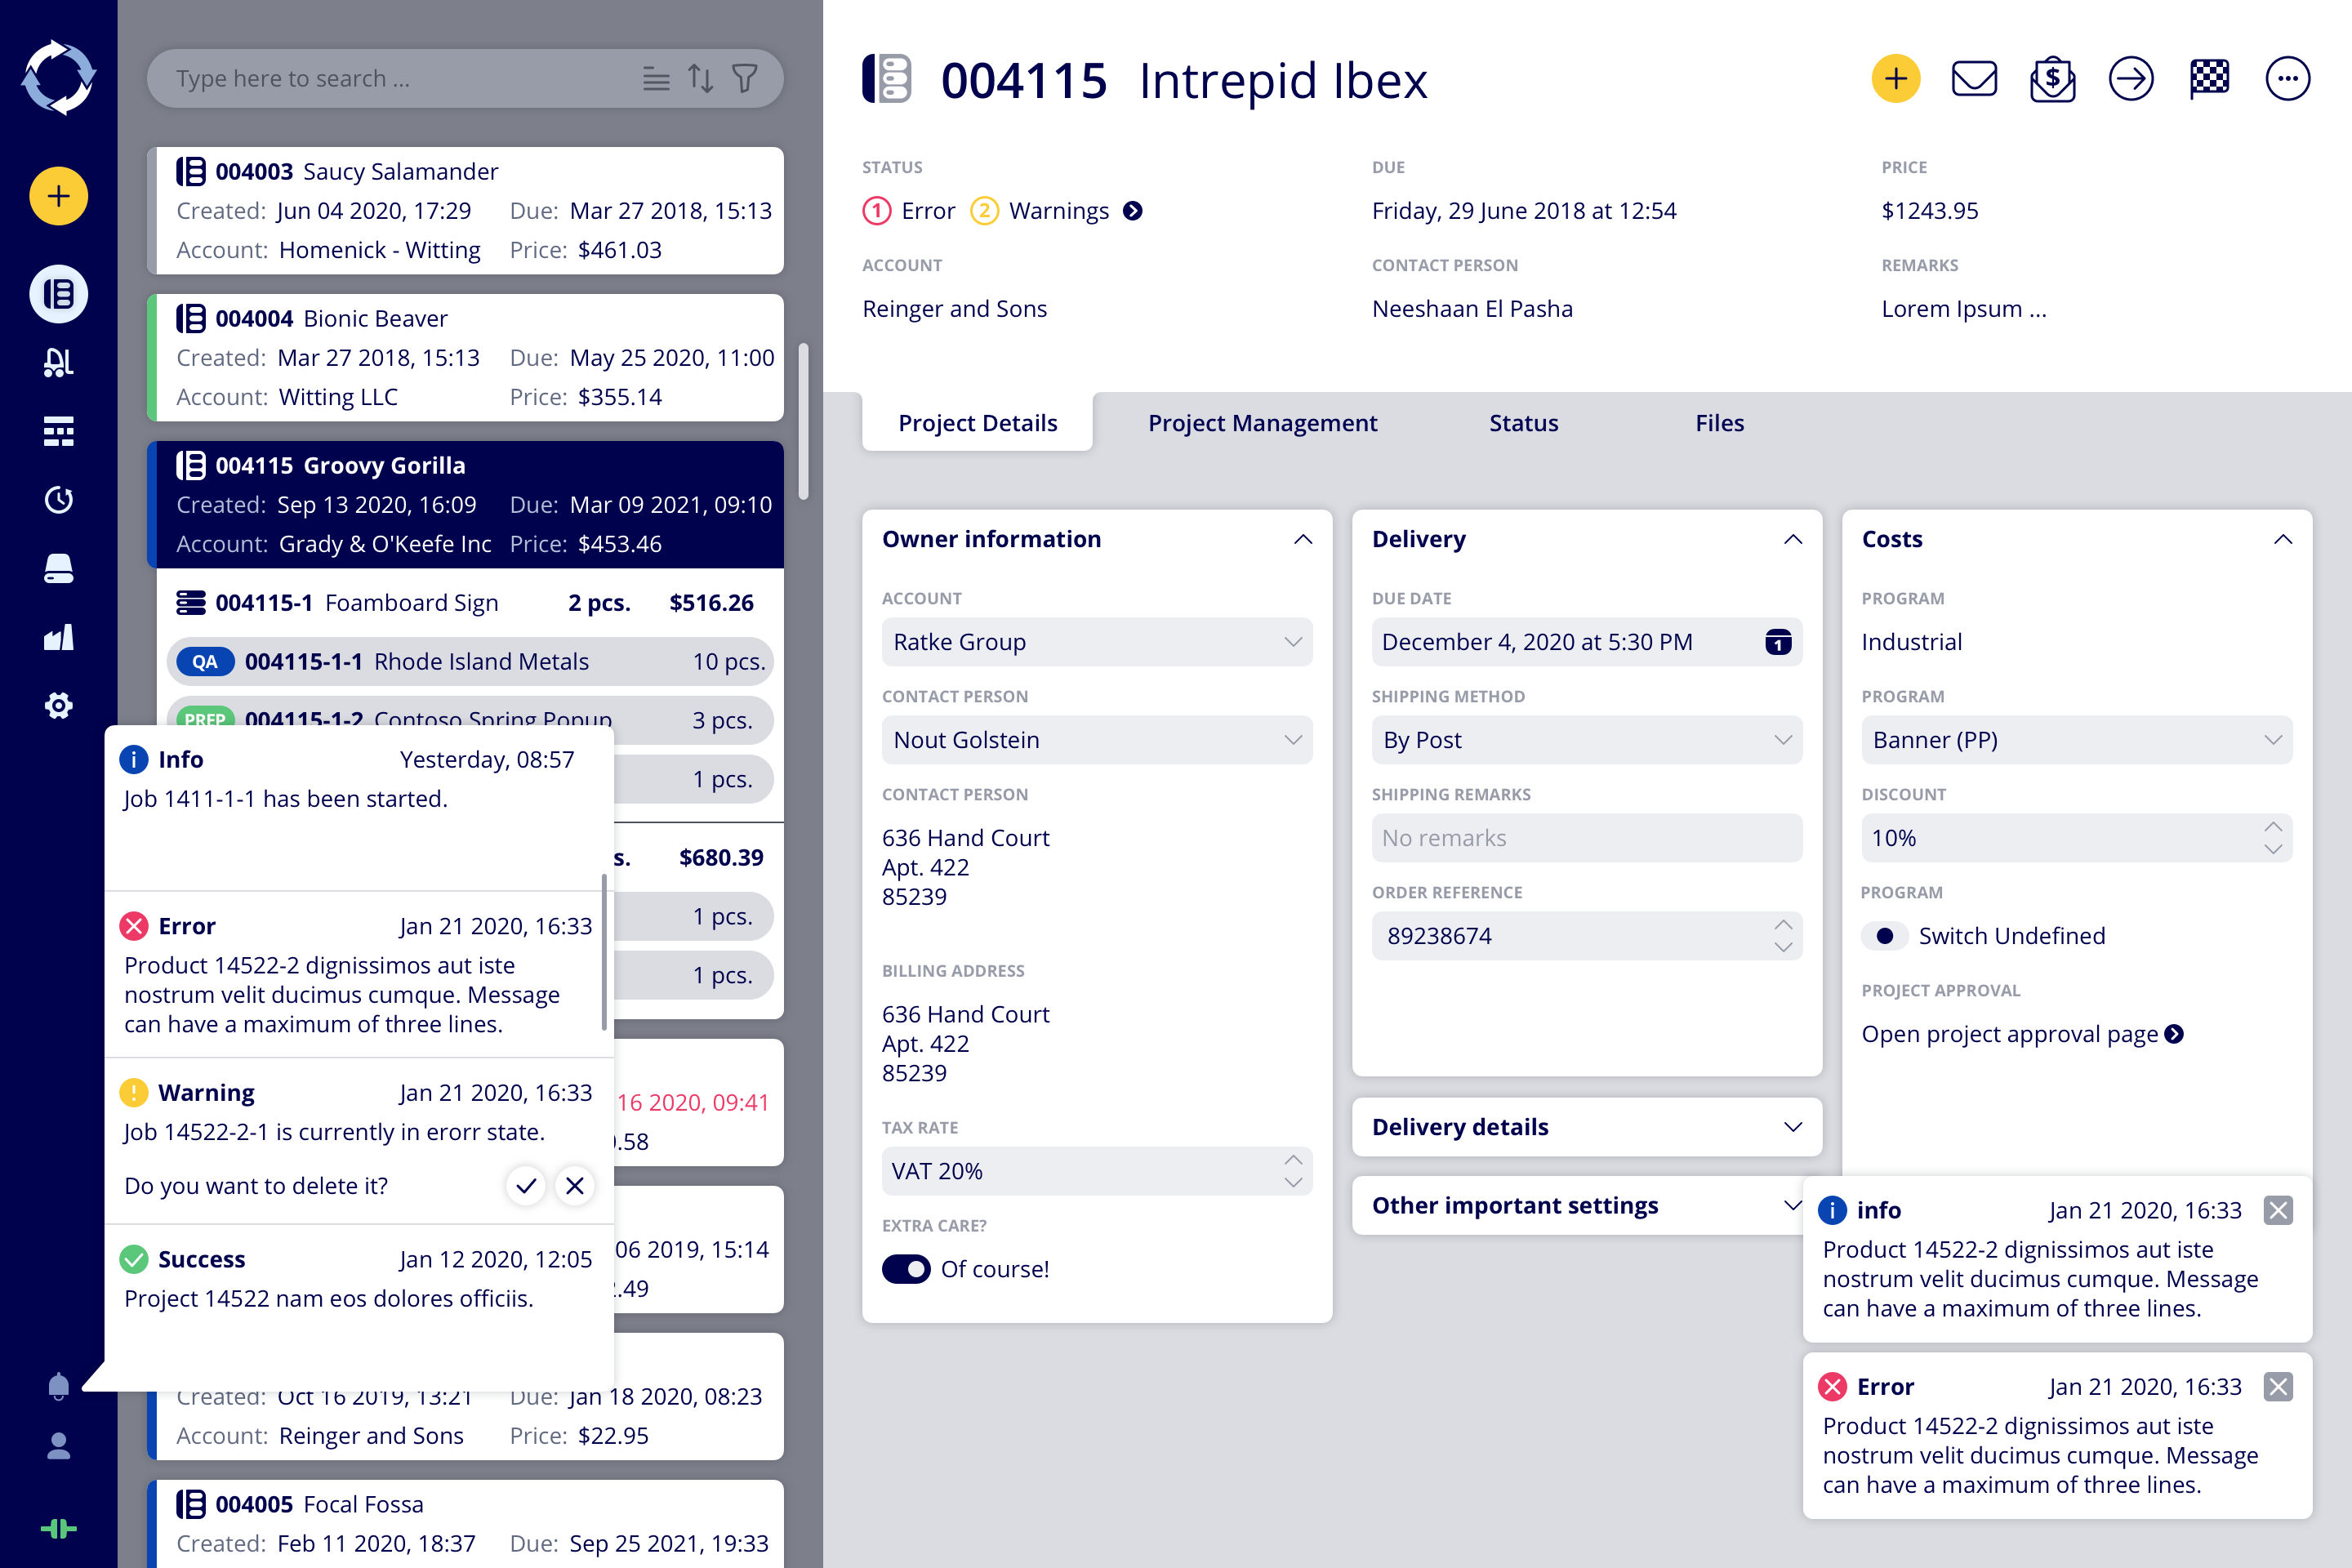 Type here to search ...
004003 Saucy Salamander
Created: Jun 04 2020, 17:29 Due: Mar 27 2018, 15:13
Account: Homenick - Witting Price: $461.03
004004 Bionic Beaver
Created: Mar 27 2018, 15:13 Due: May 25 2020, 11:00
Account: Witting LLC Price: $355.14
004115 Groovy Gorilla
Created: Sep 13 2020, 16:09 Due: Mar 09 2021, 09:10
Account: Grady & O'Keefe Inc Price: $453.46
004115-1 Foamboard Sign 2 pcs. $516.26
QA 004115-1-1 Rhode Island Metals 10 pcs.
PREP 004115-1-2 Contoso Spring Popup 3 pcs.
1 pcs.
s. $680.39
1 pcs.
1 pcs.
16 2020, 09:41
.58
06 2019, 15:14
.49
Created: Oct 16 2019, 13:21 Due: Jan 18 2020, 08:23
Account: Reinger and Sons Price: $22.95
004005 Focal Fossa
Created: Feb 11 2020, 18:37 Due: Sep 25 2021, 19:33
Info Yesterday, 08:57
Job 1411-1-1 has been started.
Error Jan 21 2020, 16:33
Product 14522-2 dignissimos aut iste
nostrum velit ducimus cumque. Message
can have a maximum of three lines.
Warning Jan 21 2020, 16:33
Job 14522-2-1 is currently in erorr state.
Do you want to delete it?
Success Jan 12 2020, 12:05
Project 14522 nam eos dolores officiis.
004115 Intrepid Ibex
$
STATUS
1 Error 2 Warnings
DUE
Friday, 29 June 2018 at 12:54
PRICE
$1243.95
ACCOUNT
Reinger and Sons
CONTACT PERSON
Neeshaan El Pasha
REMARKS
Lorem Ipsum ...
Project Details Project Management Status Files
Owner information
ACCOUNT
Ratke Group
CONTACT PERSON
Nout Golstein
CONTACT PERSON
636 Hand Court
Apt. 422
85239
BILLING ADDRESS
636 Hand Court
Apt. 422
85239
TAX RATE
VAT 20%
EXTRA CARE?
Of course!
Delivery
DUE DATE
December 4, 2020 at 5:30 PM 1
SHIPPING METHOD
By Post
SHIPPING REMARKS
No remarks
ORDER REFERENCE
89238674
Delivery details
Other important settings
Costs
PROGRAM
Industrial
PROGRAM
Banner (PP)
DISCOUNT
10%
PROGRAM
Switch Undefined
PROJECT APPROVAL
Open project approval page
info Jan 21 2020, 16:33
Product 14522-2 dignissimos aut iste
nostrum velit ducimus cumque. Message
can have a maximum of three lines.
Error Jan 21 2020, 16:33
Product 14522-2 dignissimos aut iste
nostrum velit ducimus cumque. Message
can have a maximum of three lines.